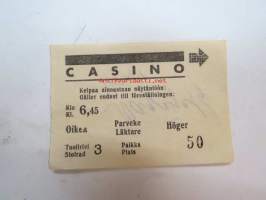 CASINO
Kelpaa ainoastaan näytäntöön:
Gäller endast till föreställningen:
Klo
Kl. 6,45
Oikea Parveke Läktare Höger
Tuolirivi
Stolrad 3 Paikka Plats 50